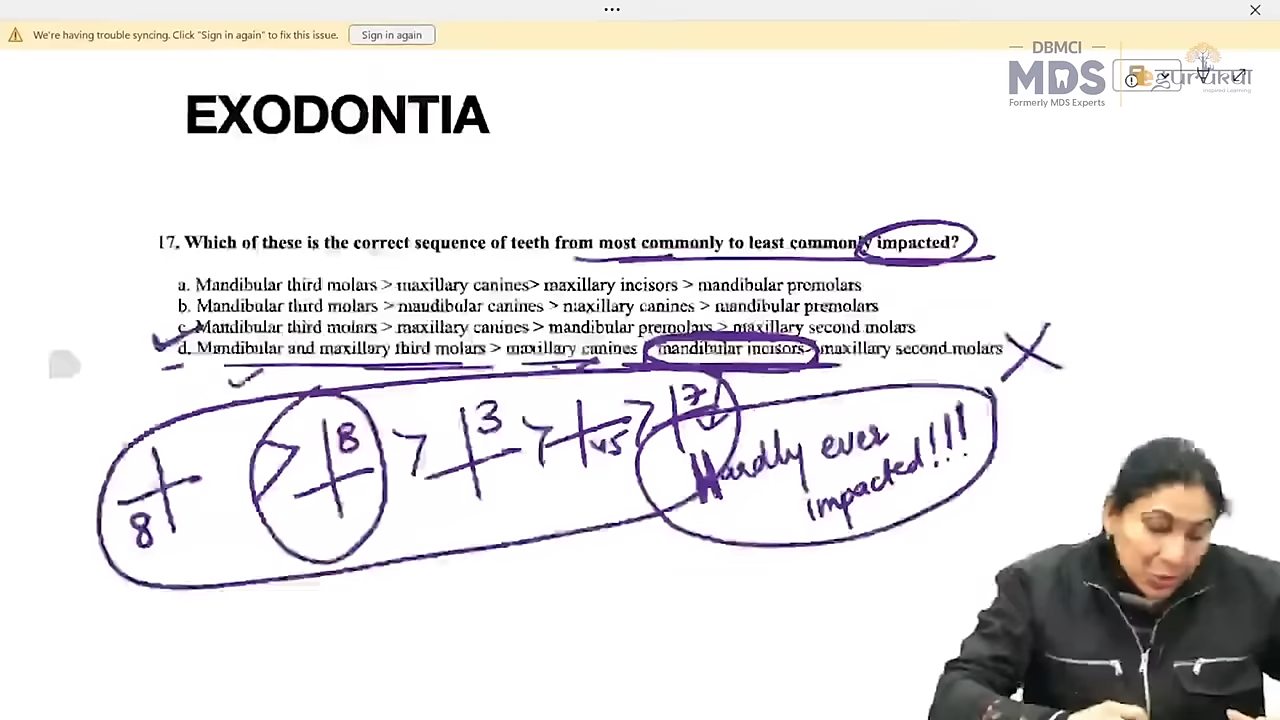 We're having trouble syncing. Click "Sign in again" to fix this issue. Sign in again
DBMCI
MDS
Formerly MDS Experts
eGurukul
Inspired Learning
EXODONTIA
17. Which of these is the correct sequence of teeth from most commonly to least commonly impacted?
a. Mandibular third molars > maxillary canines> maxillary incisors > mandibular premolars
b. Mandibular third molars > mandibular canines > maxillary canines > mandibular premolars
c. Mandibular third molars > maxillary canines > mandibular premolars > maxillary second molars
d. Mandibular and maxillary third molars > maxillary canines mandibular incisors> maxillary second molars
8 > 8 > 3 > 45 > 7
Hardly ever
impacted!!!